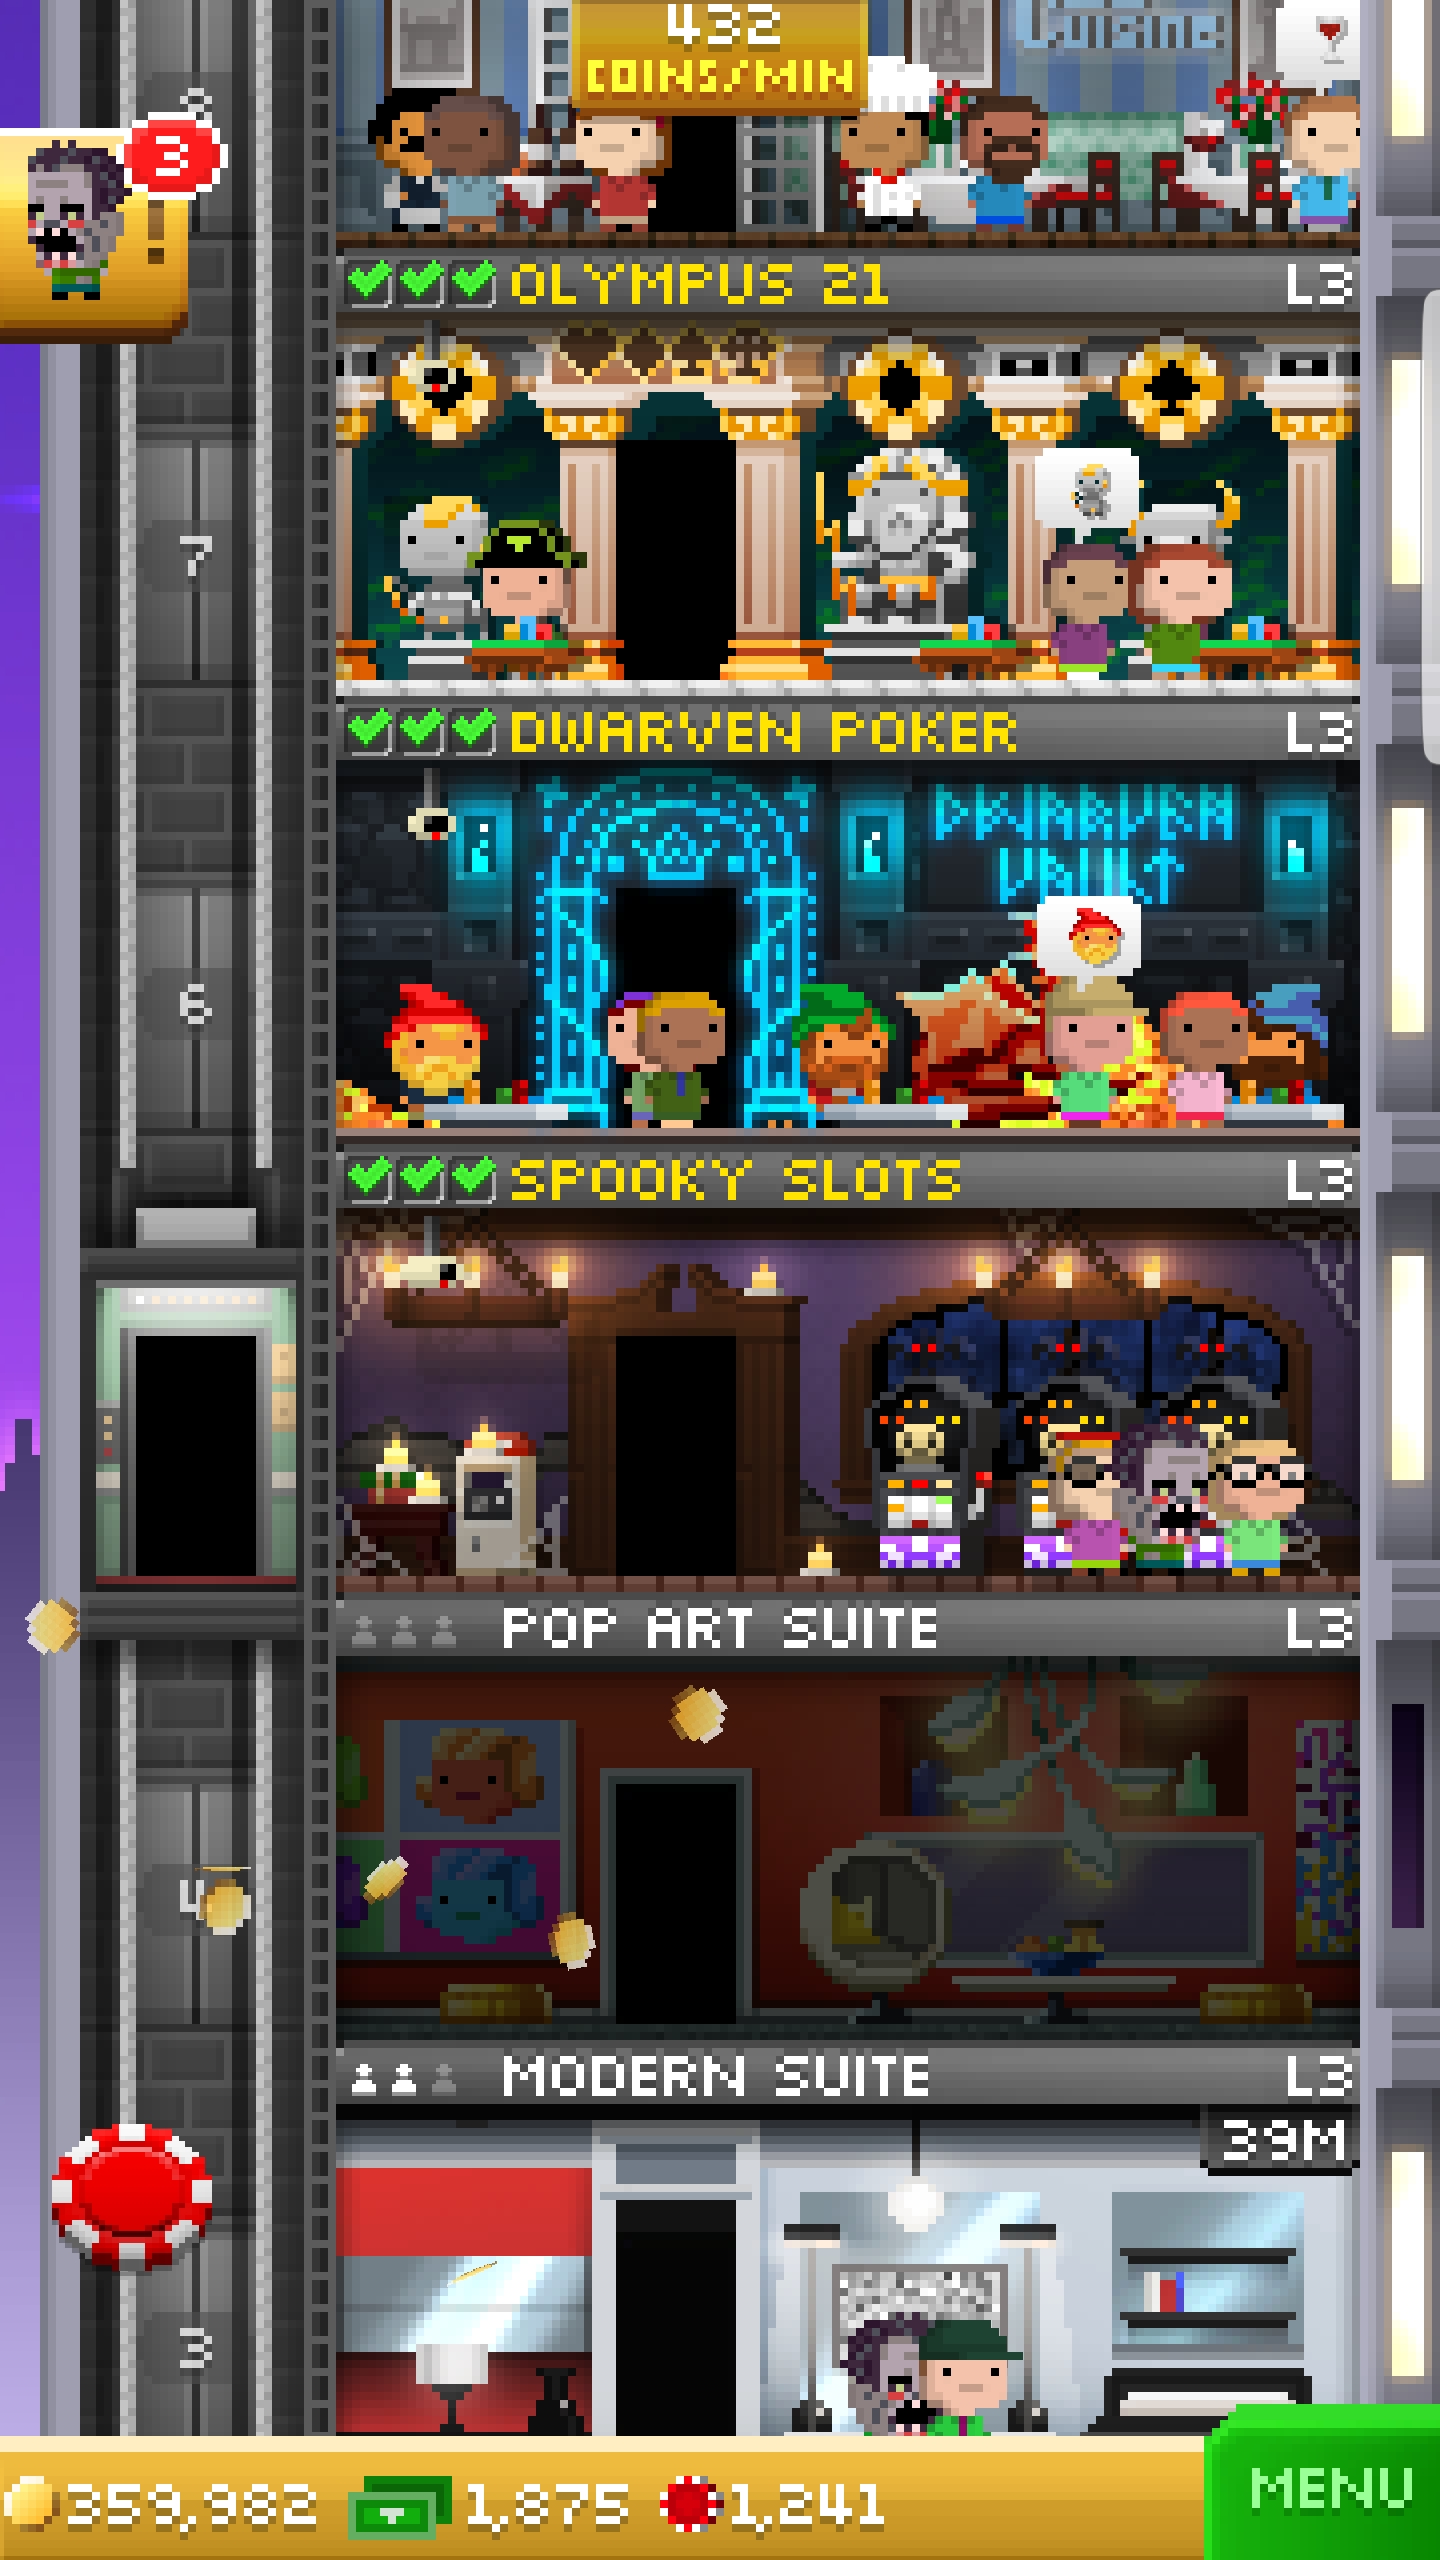 432
COINS/MIN
Cuisine
3
!
OLYMPUS 21 L3
7
DWARVEN POKER L3
DWARVEN
VAULT
6
SPOOKY SLOTS L3
POP ART SUITE L3
4
MODERN SUITE L3
39M
3
359,982 1,875 1,241
MENU